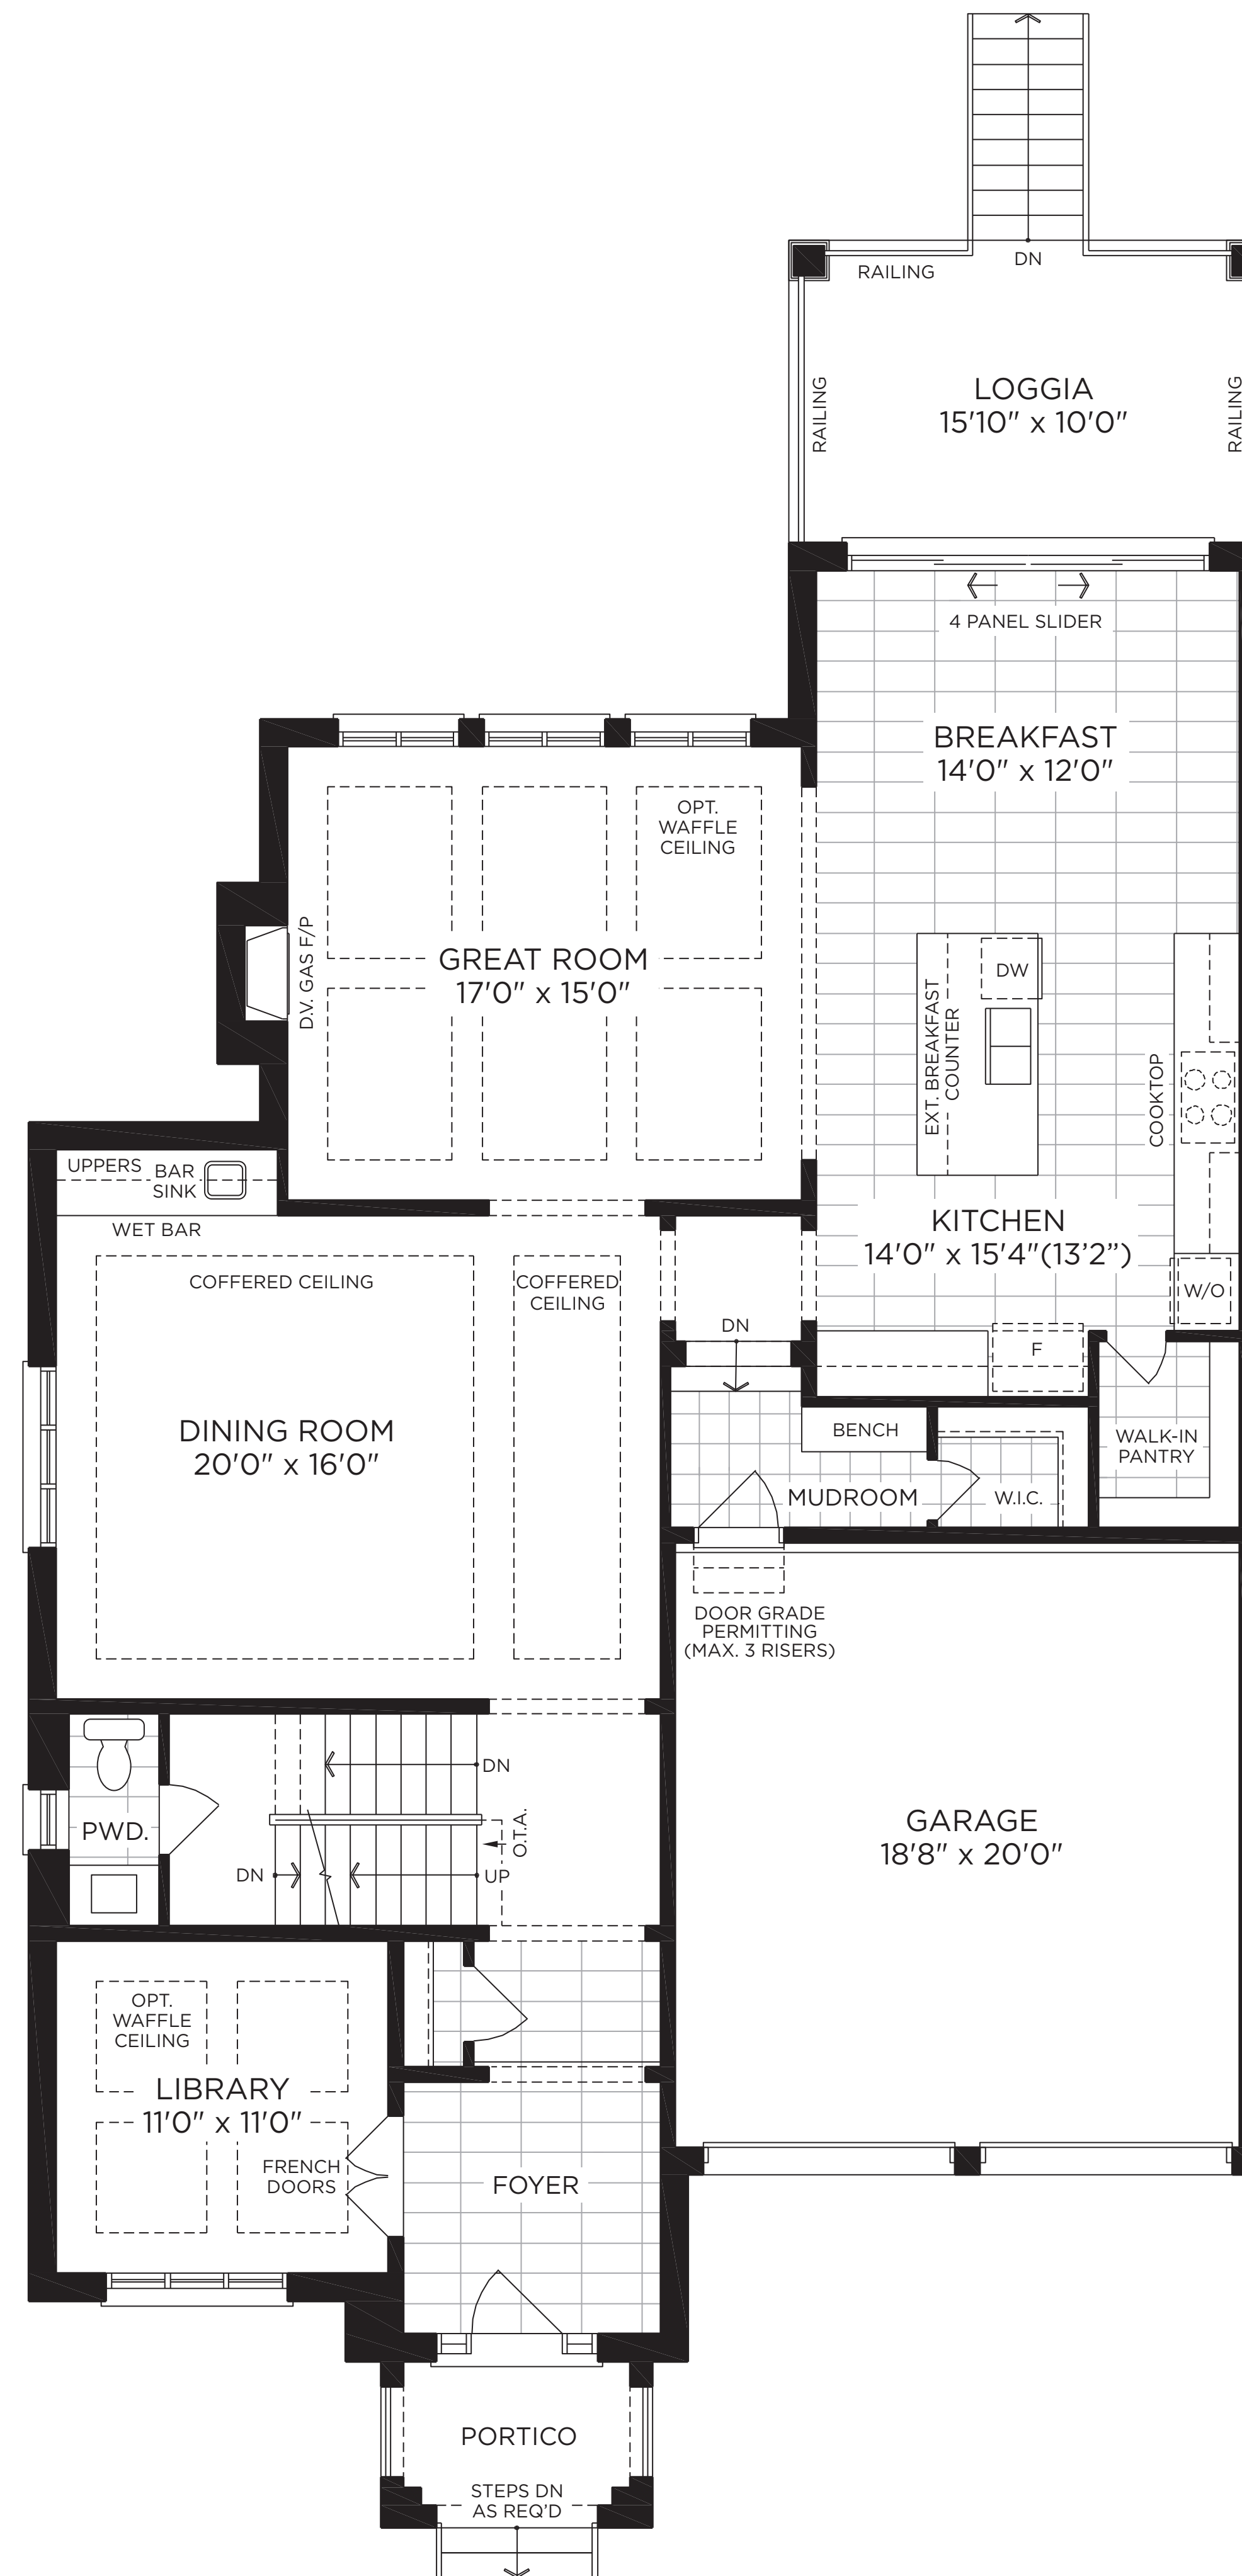 DN
RAILING
RAILING
LOGGIA
15'10" x 10'0"
RAILING
4 PANEL SLIDER
BREAKFAST
14'0" x 12'0"
OPT.
WAFFLE
CEILING
D.V. GAS F/P
GREAT ROOM
17'0" x 15'0"
DW
EXT. BREAKFAST
COUNTER
COOKTOP
UPPERS
BAR
SINK
WET BAR
KITCHEN
14'0" x 15'4"(13'2”)
W/O
COFFERED CEILING
COFFERED
CEILING
DN
F
DINING ROOM
20'0" x 16'0"
BENCH
WALK-IN
PANTRY
MUDROOM
W.I.C.
DOOR GRADE
PERMITTING
(MAX. 3 RISERS)
DN
PWD.
O.T.A.
DN
UP
GARAGE
18'8" x 20'0"
OPT.
WAFFLE
CEILING
LIBRARY
11'0" x 11'0"
FRENCH
DOORS
FOYER
PORTICO
STEPS DN
AS REQ'D